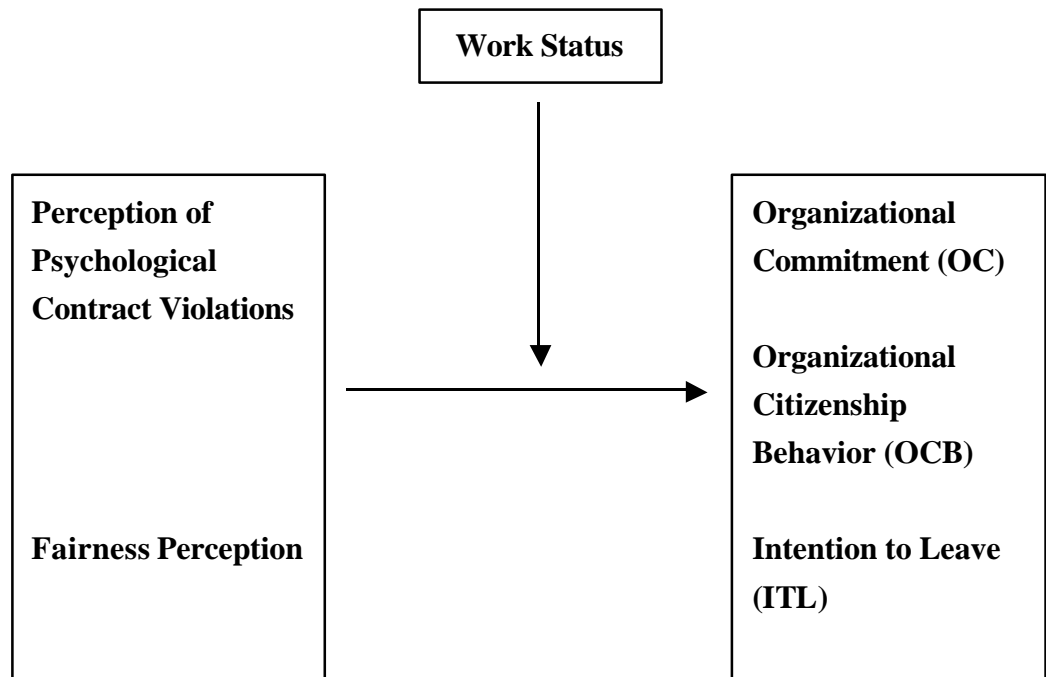 Work Status
Perception of
Psychological
Contract Violations
Fairness Perception
Organizational
Commitment (OC)
Organizational
Citizenship
Behavior (OCB)
Intention to Leave
(ITL)